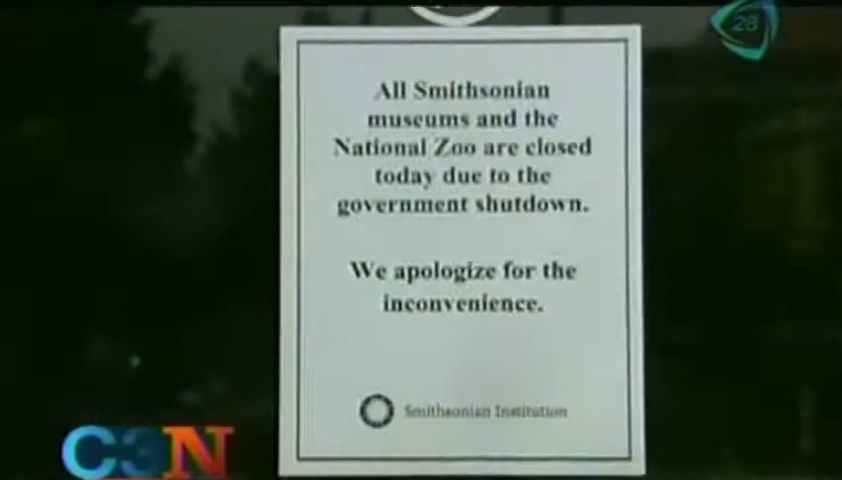 28
All Smithsonian
museums and the
National Zoo are closed
today due to the
government shutdown.
We apologize for the
inconvenience.
Smithsonian Institution
C3N